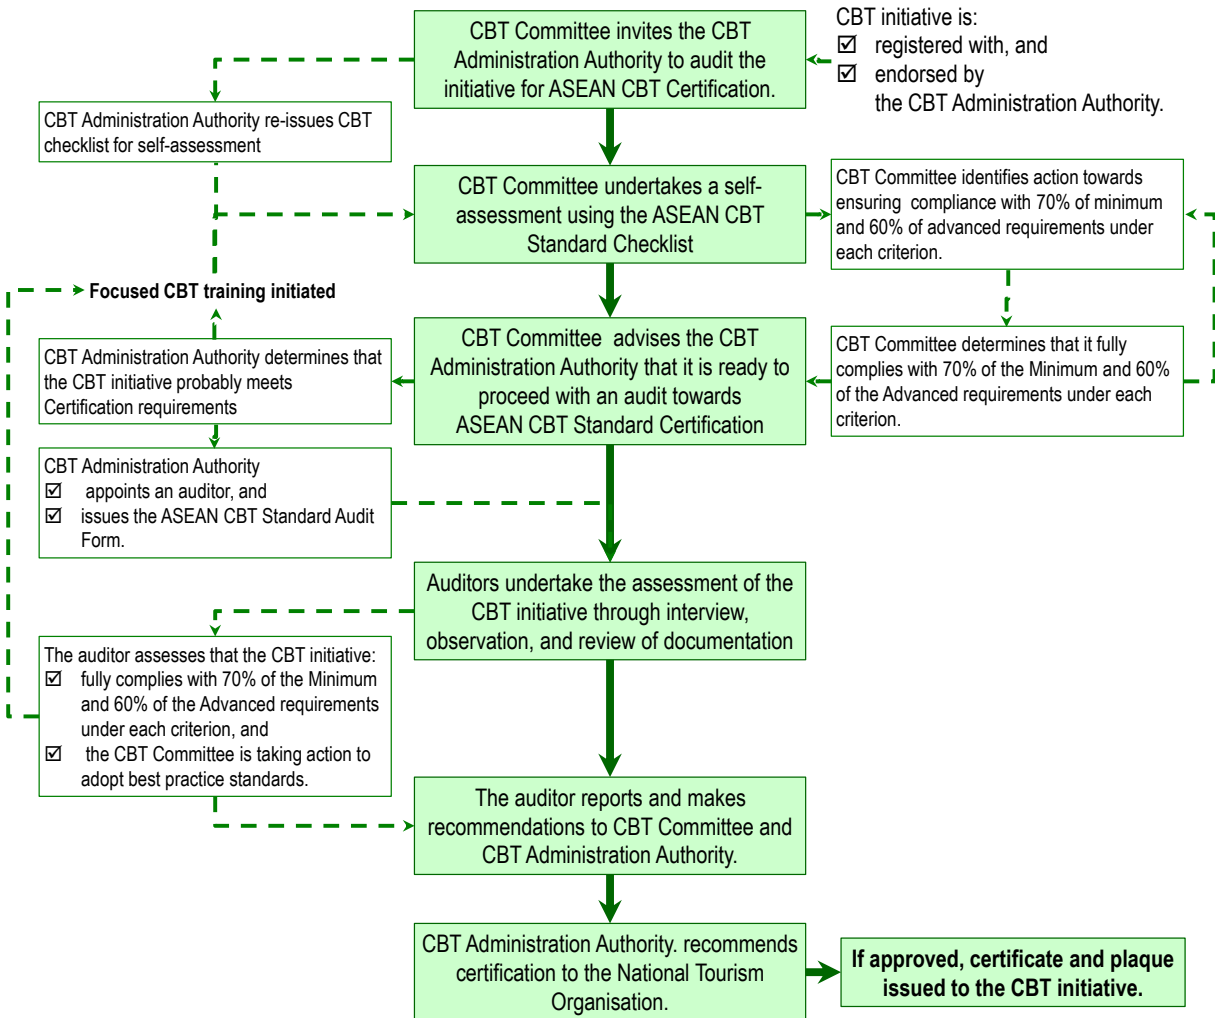 CBT Committee invites the CBT
Administration Authority to audit the
initiative for ASEAN CBT Certification.
CBT initiative is:
☑ registered with, and
☑ endorsed by
the CBT Administration Authority.
CBT Administration Authority re-issues CBT
checklist for self-assessment
CBT Committee undertakes a self-
assessment using the ASEAN CBT
Standard Checklist
CBT Committee identifies action towards
ensuring compliance with 70% of minimum
and 60% of advanced requirements under
each criterion.
Focused CBT training initiated
CBT Administration Authority determines that
the CBT initiative probably meets
Certification requirements
CBT Committee advises the CBT
Administration Authority that it is ready to
proceed with an audit towards
ASEAN CBT Standard Certification
CBT Committee determines that it fully
complies with 70% of the Minimum and 60%
of the Advanced requirements under each
criterion.
CBT Administration Authority
☑ appoints an auditor, and
☑ issues the ASEAN CBT Standard Audit
Form.
Auditors undertake the assessment of the
CBT initiative through interview,
observation, and review of documentation
The auditor assesses that the CBT initiative:
☑ fully complies with 70% of the Minimum
and 60% of the Advanced requirements
under each criterion, and
☑ the CBT Committee is taking action to
adopt best practice standards.
The auditor reports and makes
recommendations to CBT Committee and
CBT Administration Authority.
CBT Administration Authority. recommends
certification to the National Tourism
Organisation.
If approved, certificate and plaque
issued to the CBT initiative.